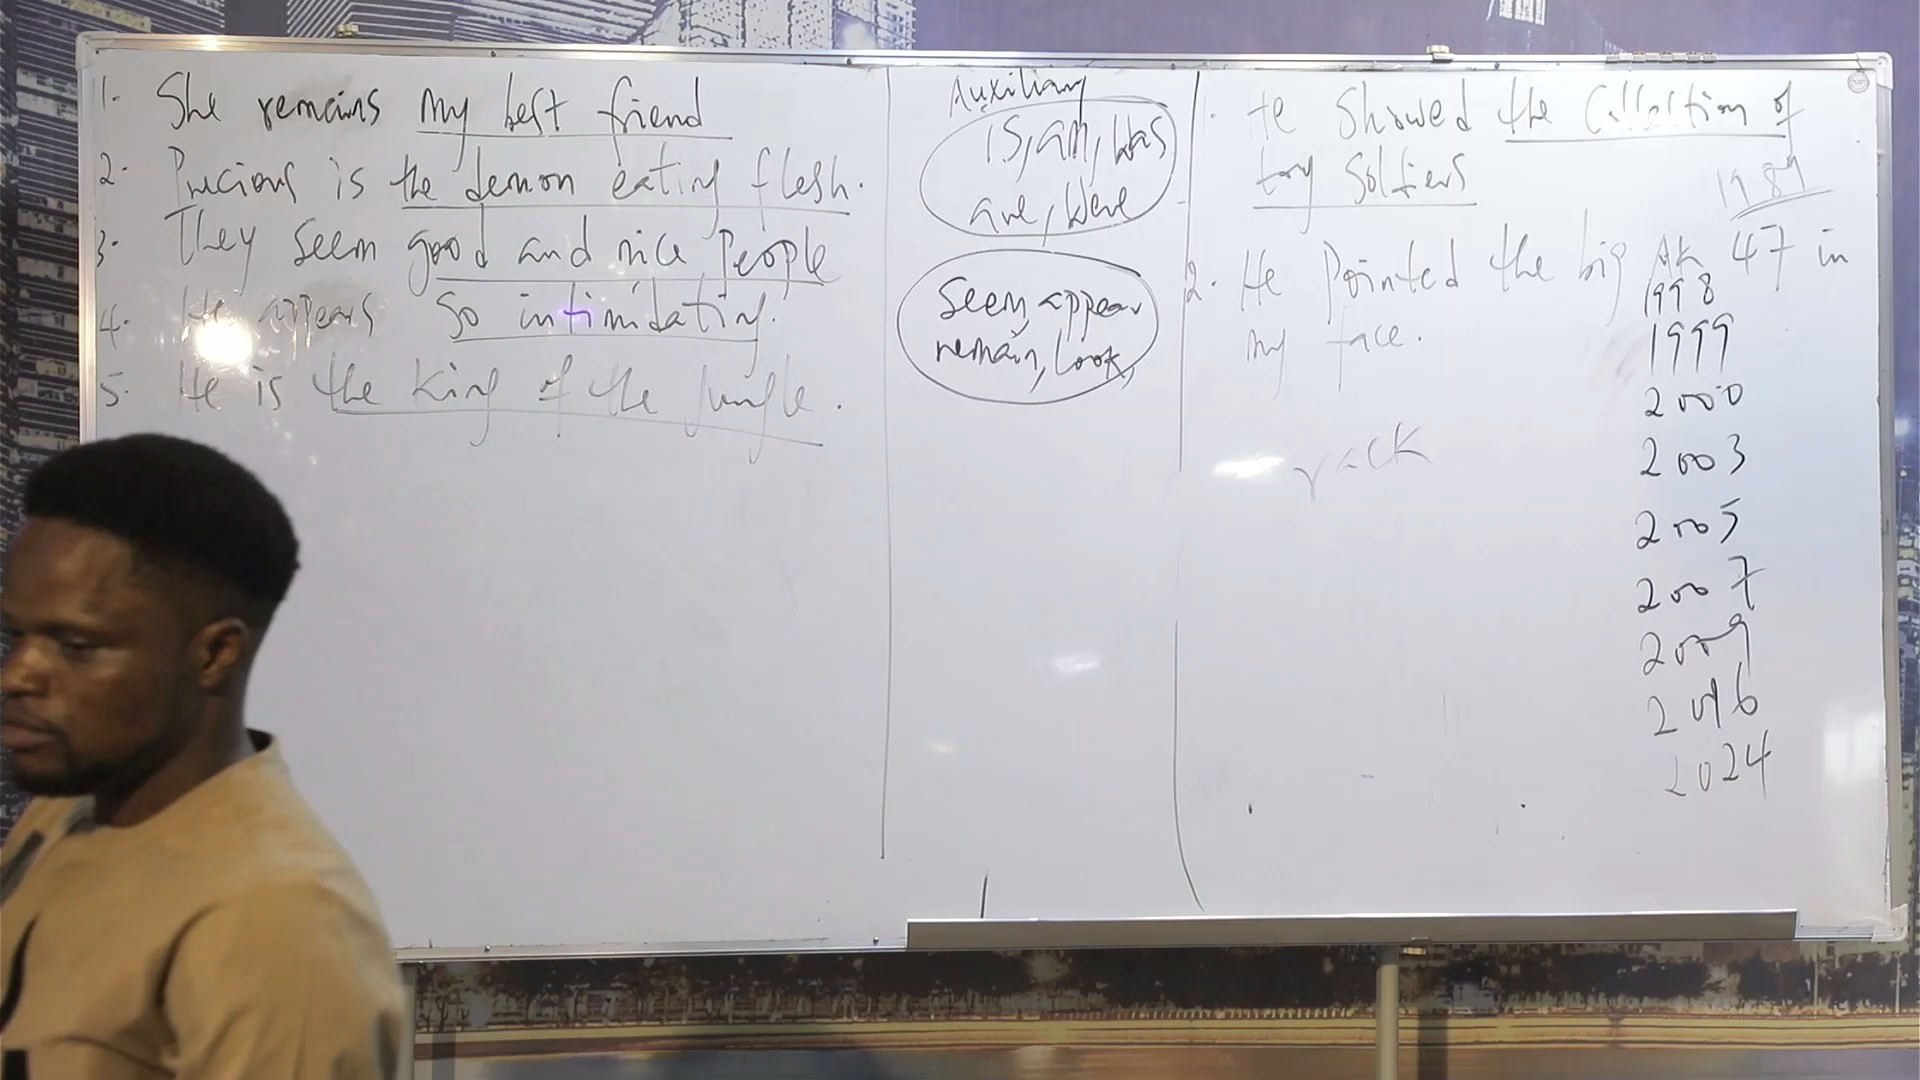 1. She remains my best friend
2. Precious is the demon eating flesh.
3. They seem good and nice people
4. He appears so intimidating.
5. He is the King of the Jungle.
Auxiliary
is, am, was
are, were
Seem, appear
remain, look,
1. He Showed the Collection of
toy Soldiers
1989
2. He Pointed the big AK 47 in
my face.
1998
1999
2000
2003
2005
2007
2009
2016
2024